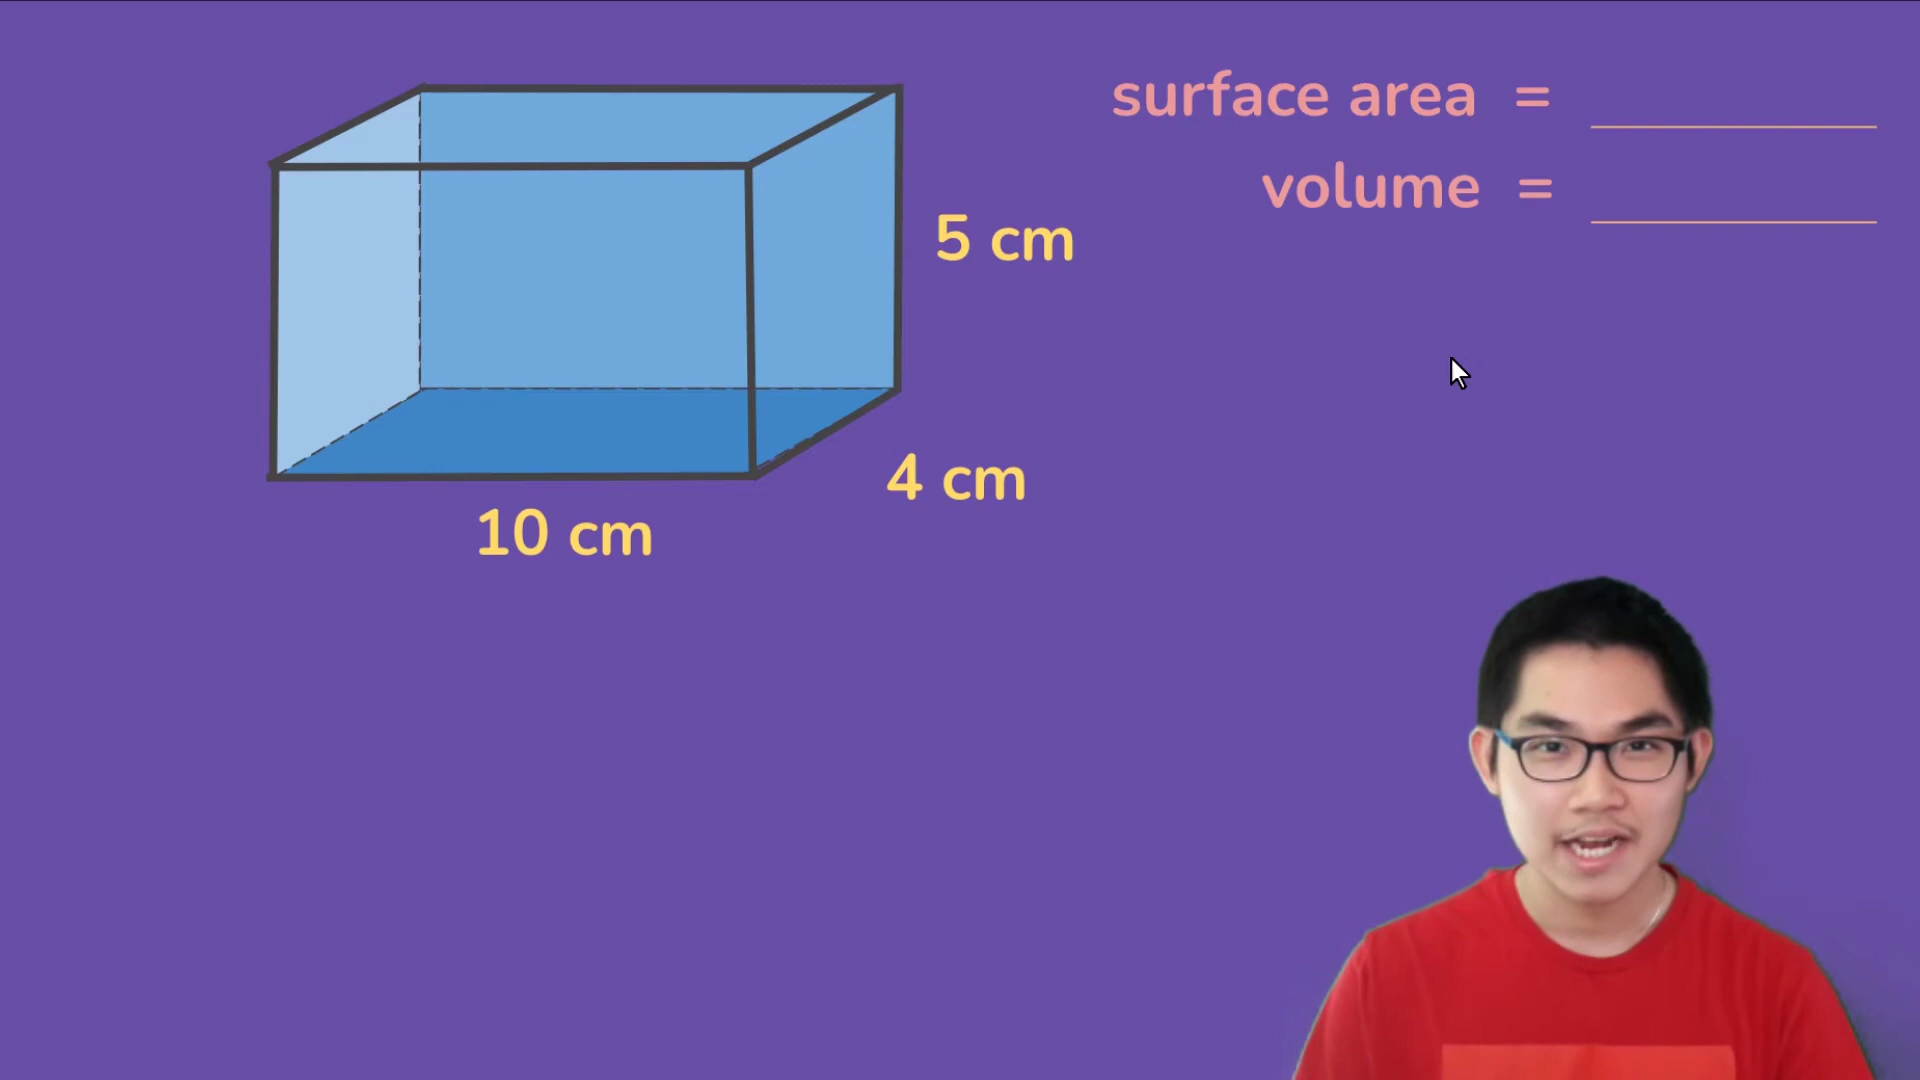 surface area =
volume =
5 cm
4 cm
10 cm